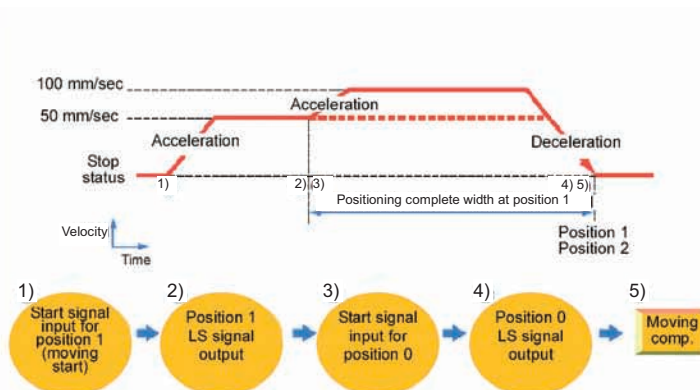 100 mm/sec
Acceleration
50 mm/sec
Acceleration
Deceleration
Stop
status
1)
2)
3)
4)
5)
Positioning complete width at position 1
Velocity
Time
Position 1
Position 2
1)
Start signal
input for
position 1
(moving
start)
2)
Position 1
LS signal
output
3)
Start signal
input for
position 0
4)
Position 0
LS signal
output
5)
Moving
comp.